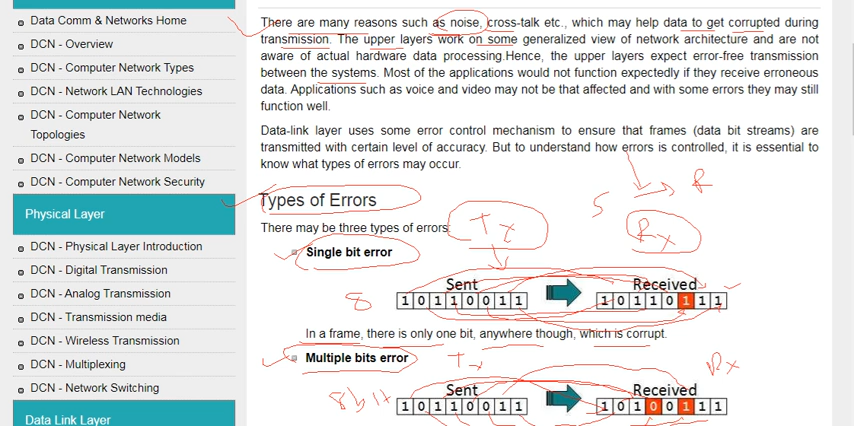 Data Comm & Networks Home
DCN - Overview
DCN - Computer Network Types
DCN - Network LAN Technologies
DCN - Computer Network
Topologies
DCN - Computer Network Models
DCN - Computer Network Security
Physical Layer
DCN - Physical Layer Introduction
DCN - Digital Transmission
DCN - Analog Transmission
DCN - Transmission media
DCN - Wireless Transmission
DCN - Multiplexing
DCN - Network Switching
Data Link Layer
There are many reasons such as noise, cross-talk etc., which may help data to get corrupted during
transmission. The upper layers work on some generalized view of network architecture and are not
aware of actual hardware data processing.Hence, the upper layers expect error-free transmission
between the systems. Most of the applications would not function expectedly if they receive erroneous
data. Applications such as voice and video may not be that affected and with some errors they may still
function well.
Data-link layer uses some error control mechanism to ensure that frames (data bit streams) are
transmitted with certain level of accuracy. But to understand how errors is controlled, it is essential to
know what types of errors may occur.
S R
Types of Errors
Tx Rx
There may be three types of errors:
Single bit error
Sent Received
8 1 0 1 1 0 0 1 1 1 0 1 1 0 1 1 1
In a frame, there is only one bit, anywhere though, which is corrupt.
Multiple bits error Tx Rx
Sent Received
1 0 1 1 0 0 1 1 1 0 1 0 0 1 1 1